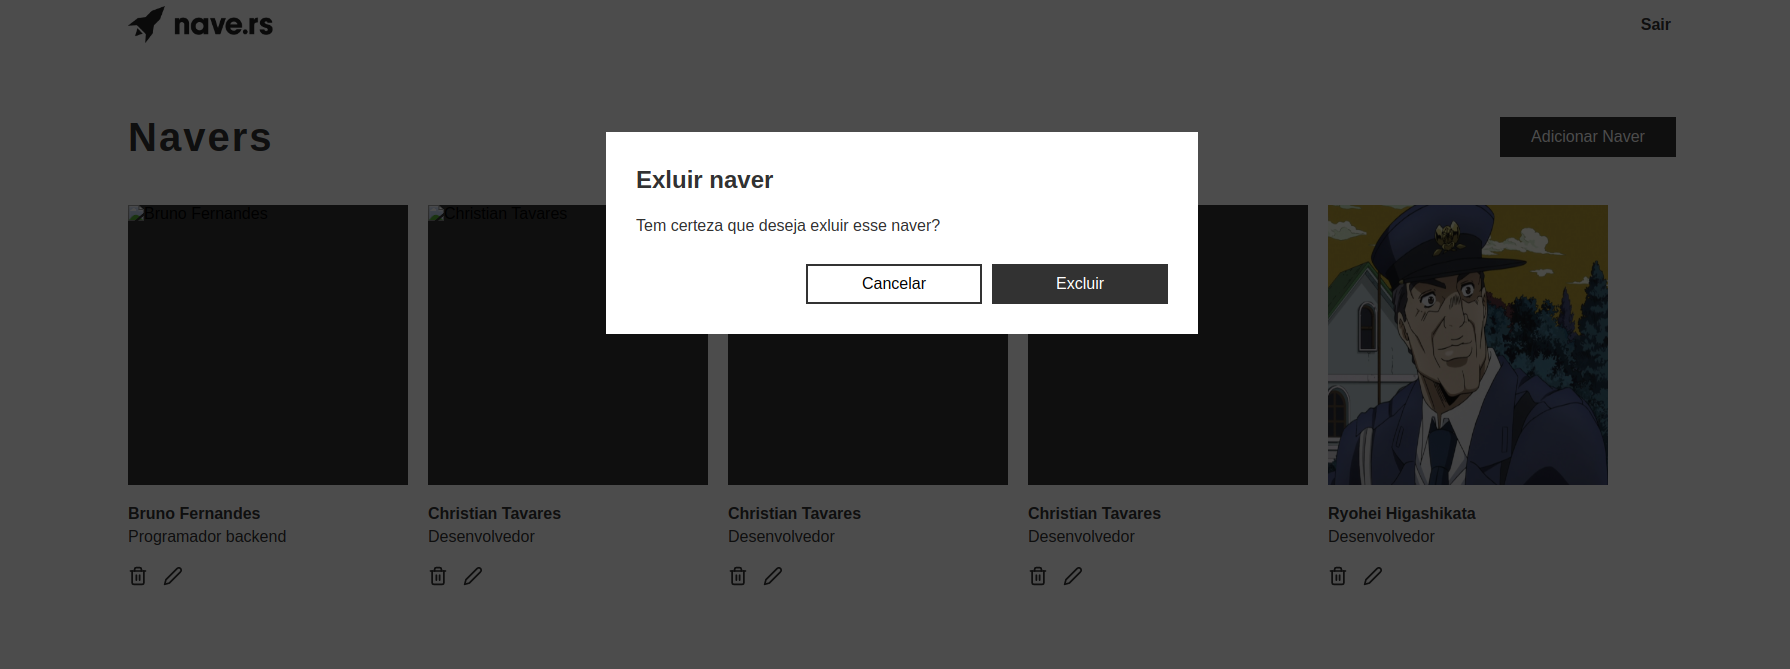 nave.rs
Sair
Navers
Adicionar Naver
Exluir naver
Tem certeza que deseja exluir esse naver?
Cancelar
Excluir
Bruno Fernandes
Christian Tavares
Bruno Fernandes
Programador backend
Christian Tavares
Desenvolvedor
Christian Tavares
Desenvolvedor
Christian Tavares
Desenvolvedor
Ryohei Higashikata
Desenvolvedor